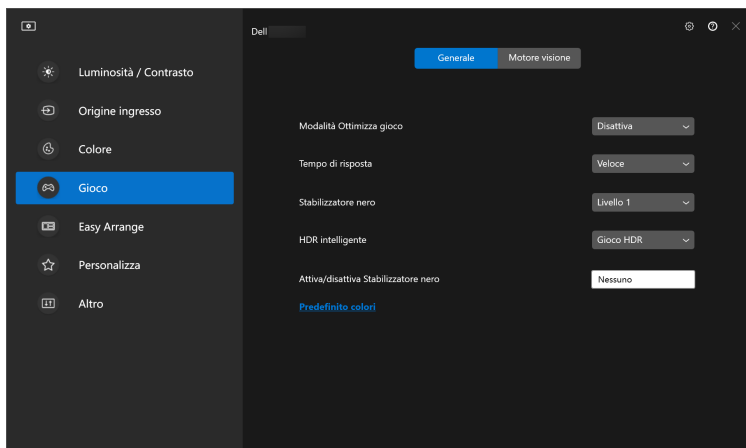 Dell
Generale
Motore visione
Luminosità / Contrasto
Origine ingresso
Colore
Gioco
Easy Arrange
Personalizza
Altro
Modalità Ottimizza gioco
Disattiva
Tempo di risposta
Veloce
Stabilizzatore nero
Livello 1
HDR intelligente
Gioco HDR
Attiva/disattiva Stabilizzatore nero
Nessuno
Predefinito colori